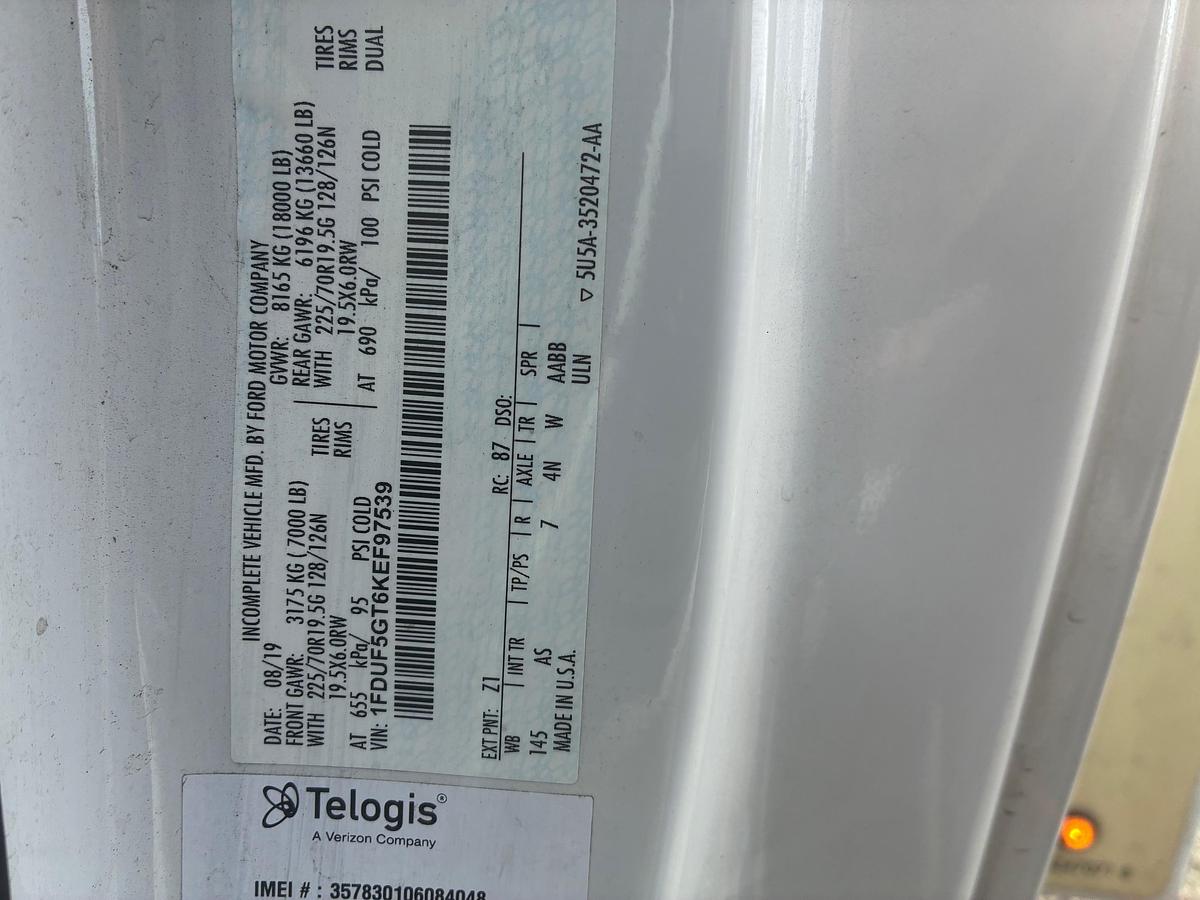 INCOMPLETE VEHICLE MFD. BY FORD MOTOR COMPANY
DATE: 08/19 GVWR: 8165 KG (18000 LB)
FRONT GAWR: 3175 KG ( 7000 LB) REAR GAWR: 6196 KG (13660 LB)
WITH 225/70R19.5G 128/126N TIRES WITH 225/70R19.5G 128/126N TIRES
19.5X6.0RW RIMS 19.5X6.0RW RIMS
AT 655 kPa/ 95 PSI COLD AT 690 kPa/ 100 PSI COLD DUAL
VIN: 1FDUF5GT6KEF97539
EXT PNT: Z1 RC: 87 DSO:
WB | INT TR | TP/PS | R | AXLE | TR | SPR |
145 AS 7 4N W AABB
MADE IN U.S.A. ULN
▽ 5U5A-3520472-AA
Telogis®
A Verizon Company
IMEI # : 357830106084048